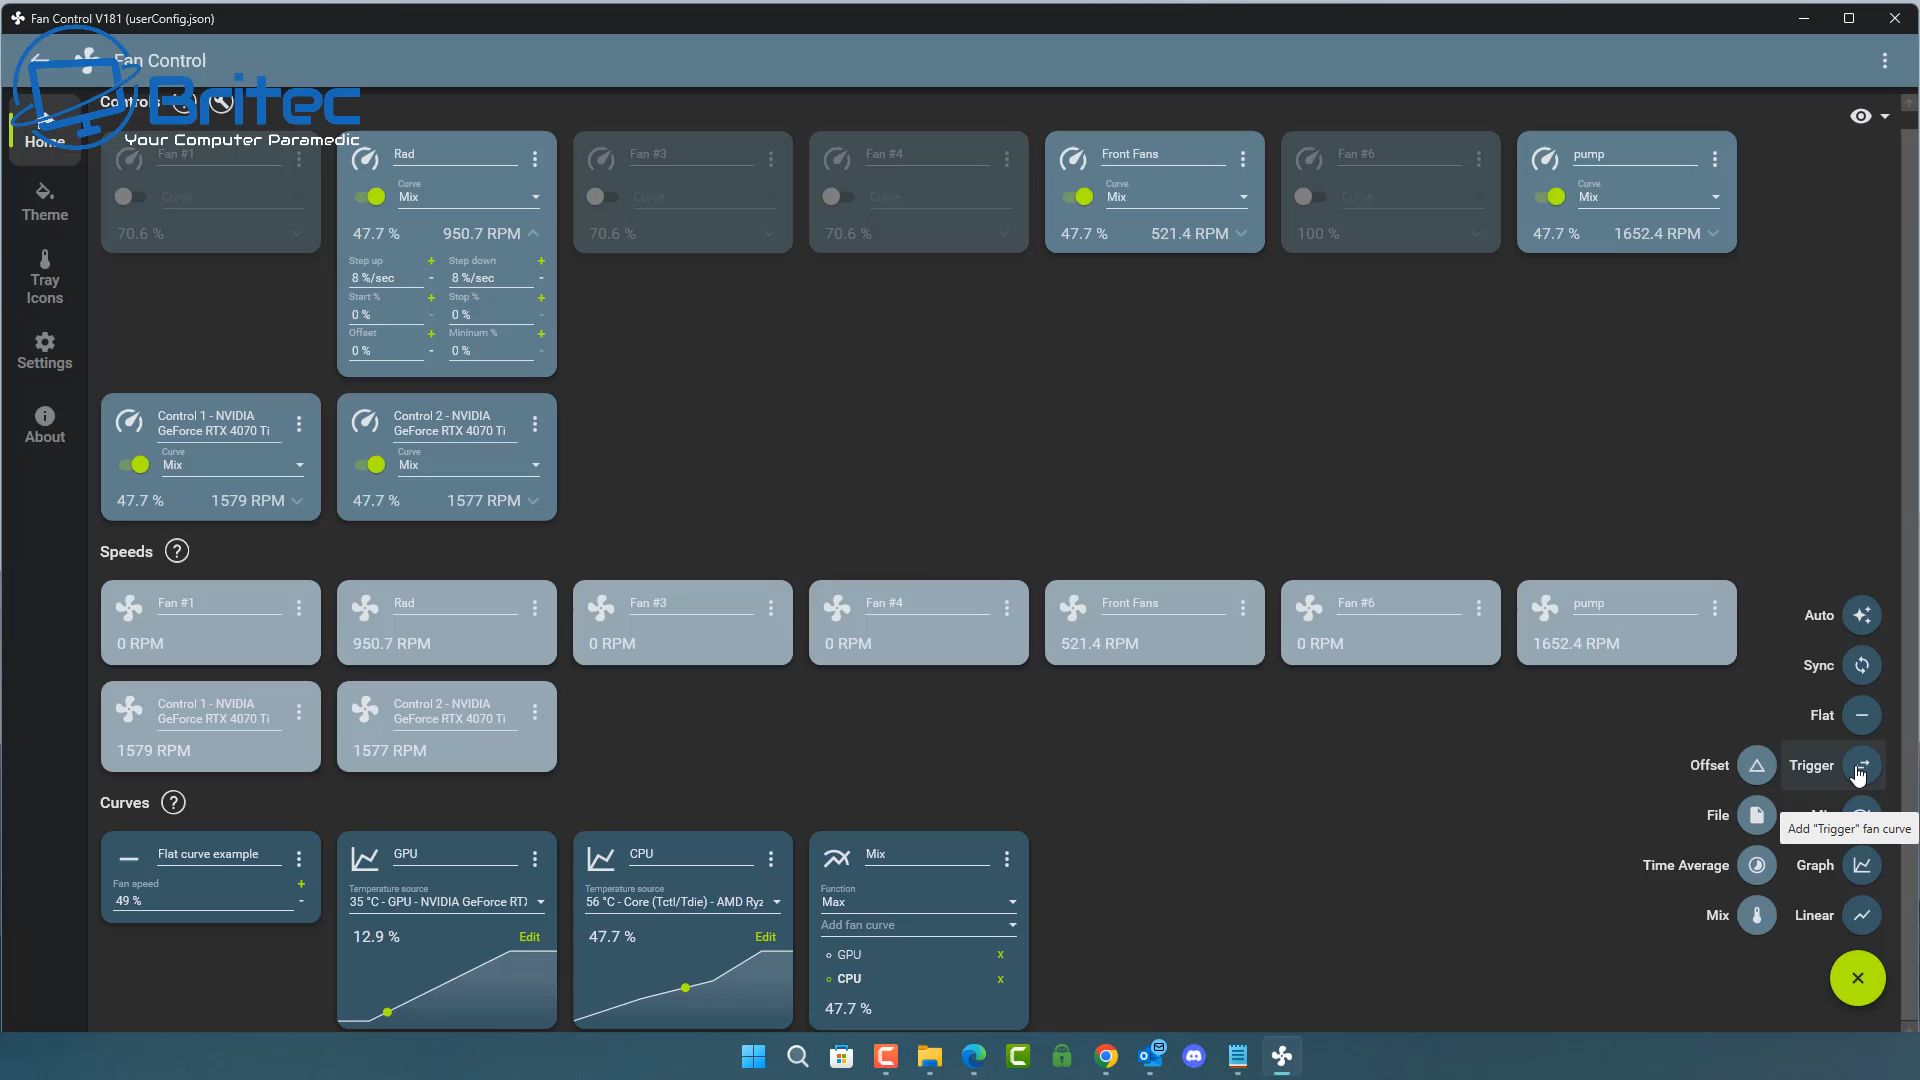 Fan Control V181 (userConfig.json)
Fan Control
Britec
Your Computer Paramedic
Controls
Home
Theme
Tray
Icons
Settings
About
Fan #1
Curve
70.6 %
Rad
Curve
Mix
47.7 % 950.7 RPM
Step up + Step down +
8 %/sec - 8 %/sec -
Start % + Stop % +
0 % - 0 % -
Offset + Mininum % +
0 % - 0 % -
Fan #3
Curve
70.6 %
Fan #4
Curve
70.6 %
Front Fans
Curve
Mix
47.7 % 521.4 RPM
Fan #6
Curve
100 %
pump
Curve
Mix
47.7 % 1652.4 RPM
Control 1 - NVIDIA
GeForce RTX 4070 Ti
Curve
Mix
47.7 % 1579 RPM
Control 2 - NVIDIA
GeForce RTX 4070 Ti
Curve
Mix
47.7 % 1577 RPM
Speeds ?
Fan #1
0 RPM
Rad
950.7 RPM
Fan #3
0 RPM
Fan #4
0 RPM
Front Fans
521.4 RPM
Fan #6
0 RPM
pump
1652.4 RPM
Control 1 - NVIDIA
GeForce RTX 4070 Ti
1579 RPM
Control 2 - NVIDIA
GeForce RTX 4070 Ti
1577 RPM
Curves ?
Flat curve example
Fan speed +
49 % -
GPU
Temperature source
35 °C - GPU - NVIDIA GeForce RT
12.9 % Edit
CPU
Temperature source
56 °C - Core (Tctl/Tdie) - AMD Ryz
47.7 % Edit
Mix
Function
Max
Add fan curve
GPU x
CPU x
47.7 %
Auto
Sync
Flat
Offset Trigger
File
Add "Trigger" fan curve
Time Average Graph
Mix Linear